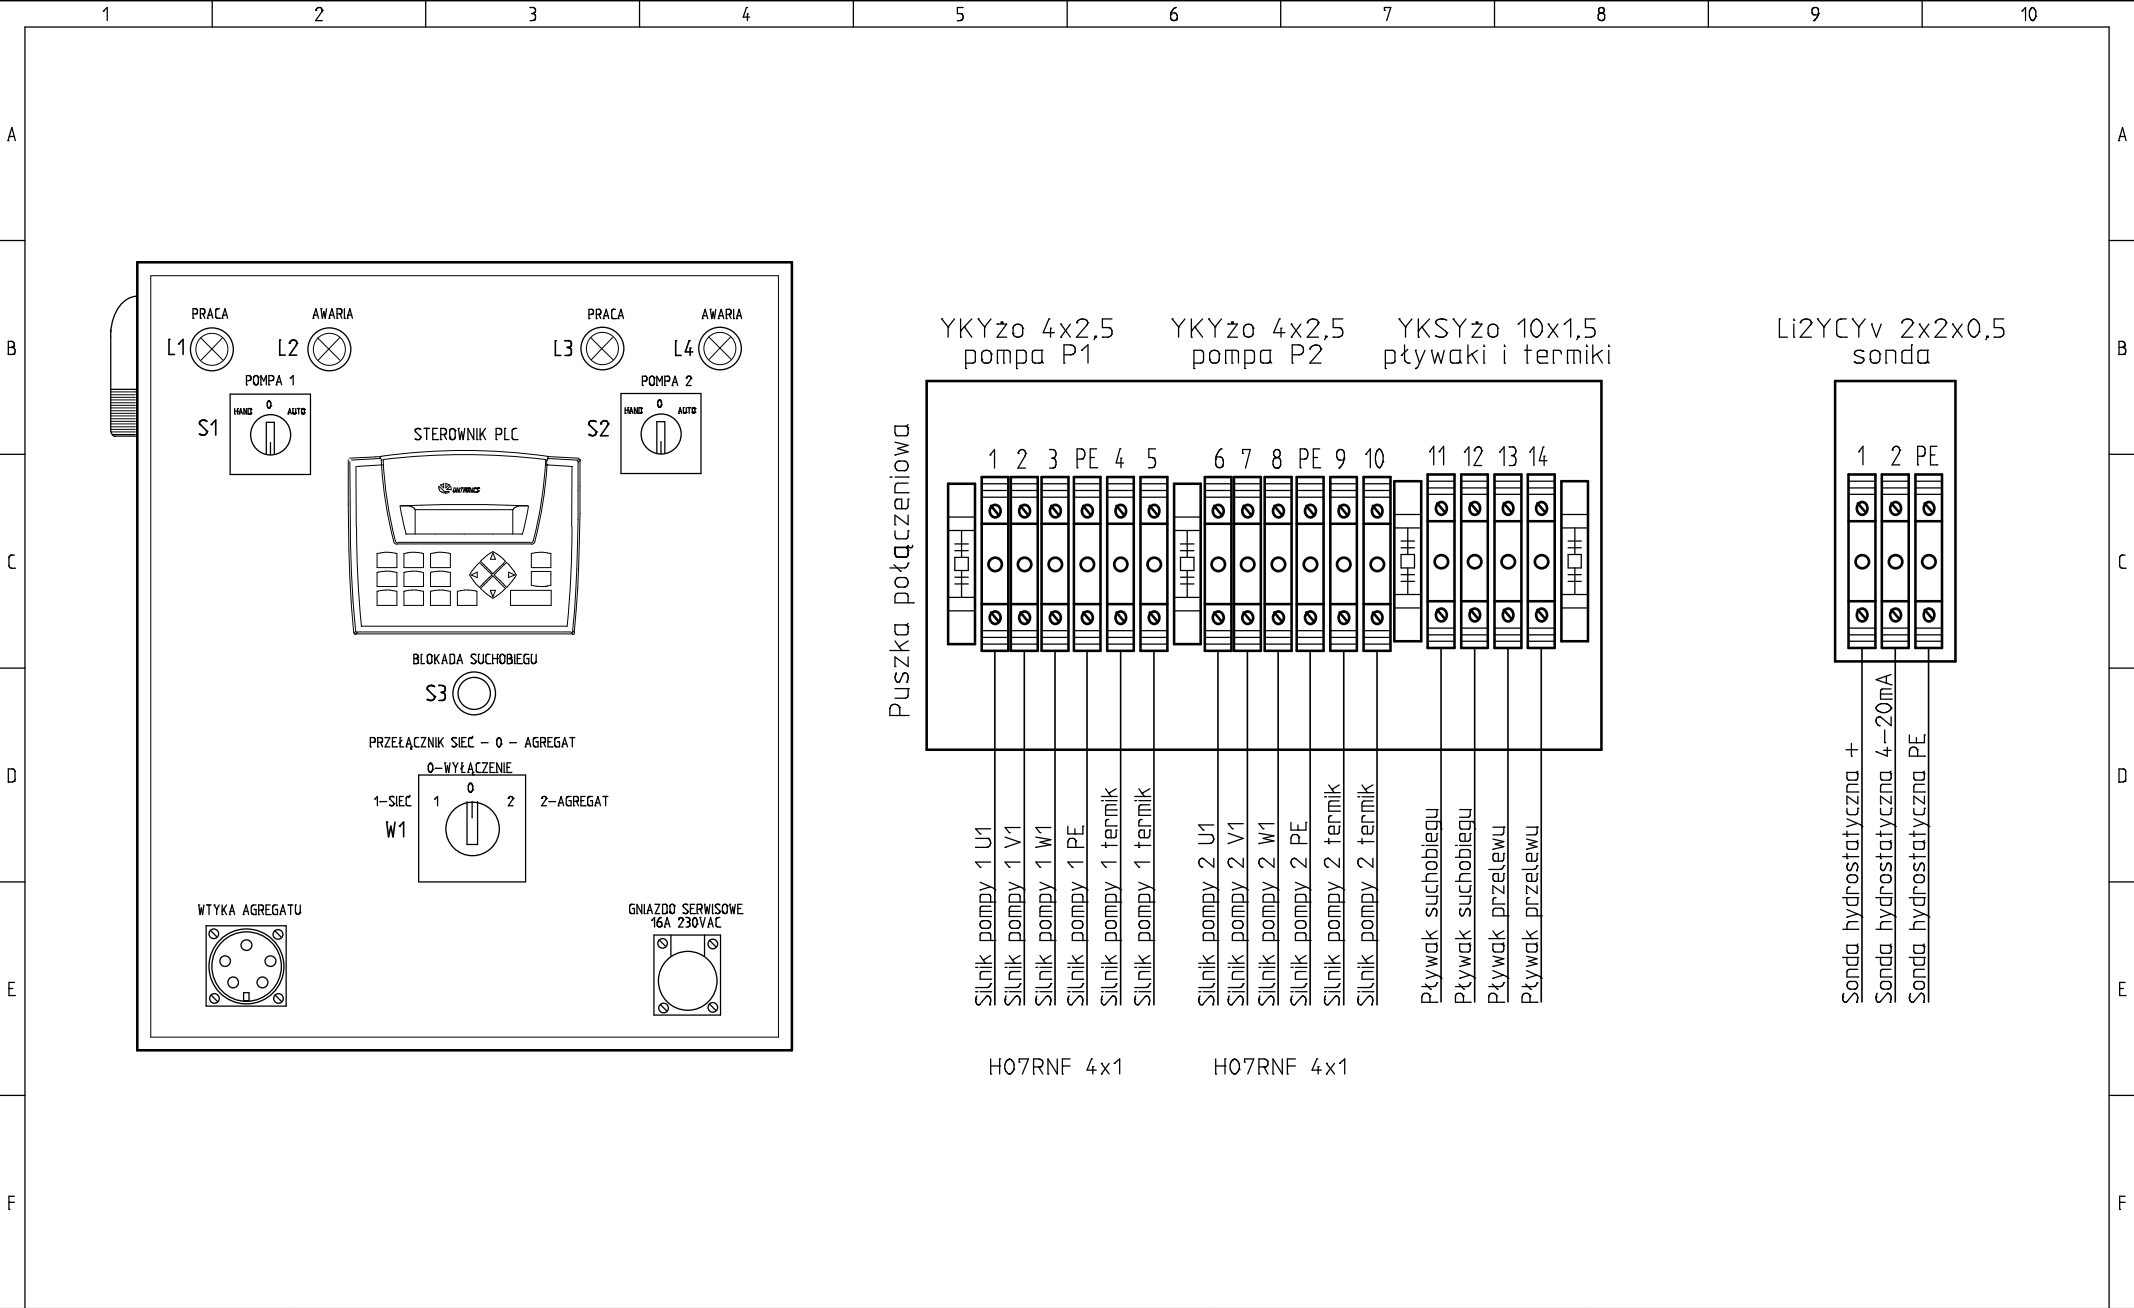 1 2 3 4 5 6 7 8 9 10
A A
B B
C C
D D
E E
F F
PRACA AWARIA PRACA AWARIA
L1 L2 L3 L4
POMPA 1 POMPA 2
HAND 0 AUTO HAND 0 AUTO
S1 S2
STEROWNIK PLC
UNITRONICS
BLOKADA SUCHOBIEGU
S3
PRZEŁĄCZNIK SIEĆ – 0 – AGREGAT
0–WYŁĄCZENIE
0
1–SIEĆ 1 2 2–AGREGAT
W1
WTYKA AGREGATU
GNIAZDO SERWISOWE
16A 230VAC
YKYżo 4x2,5
pompa P1
YKYżo 4x2,5
pompa P2
YKSYżo 10x1,5
pływaki i termiki
Puszka połączeniowa
1 2 3 PE 4 5 6 7 8 PE 9 10 11 12 13 14
Silnik pompy 1 U1
Silnik pompy 1 V1
Silnik pompy 1 W1
Silnik pompy 1 PE
Silnik pompy 1 termik
Silnik pompy 1 termik
Silnik pompy 2 U1
Silnik pompy 2 V1
Silnik pompy 2 W1
Silnik pompy 2 PE
Silnik pompy 2 termik
Silnik pompy 2 termik
Pływak suchobiegu
Pływak suchobiegu
Pływak przelewu
Pływak przelewu
H07RNF 4x1
H07RNF 4x1
Li2YCYv 2x2x0,5
sonda
1 2 PE
Sonda hydrostatyczna +
Sonda hydrostatyczna 4–20mA
Sonda hydrostatyczna PE